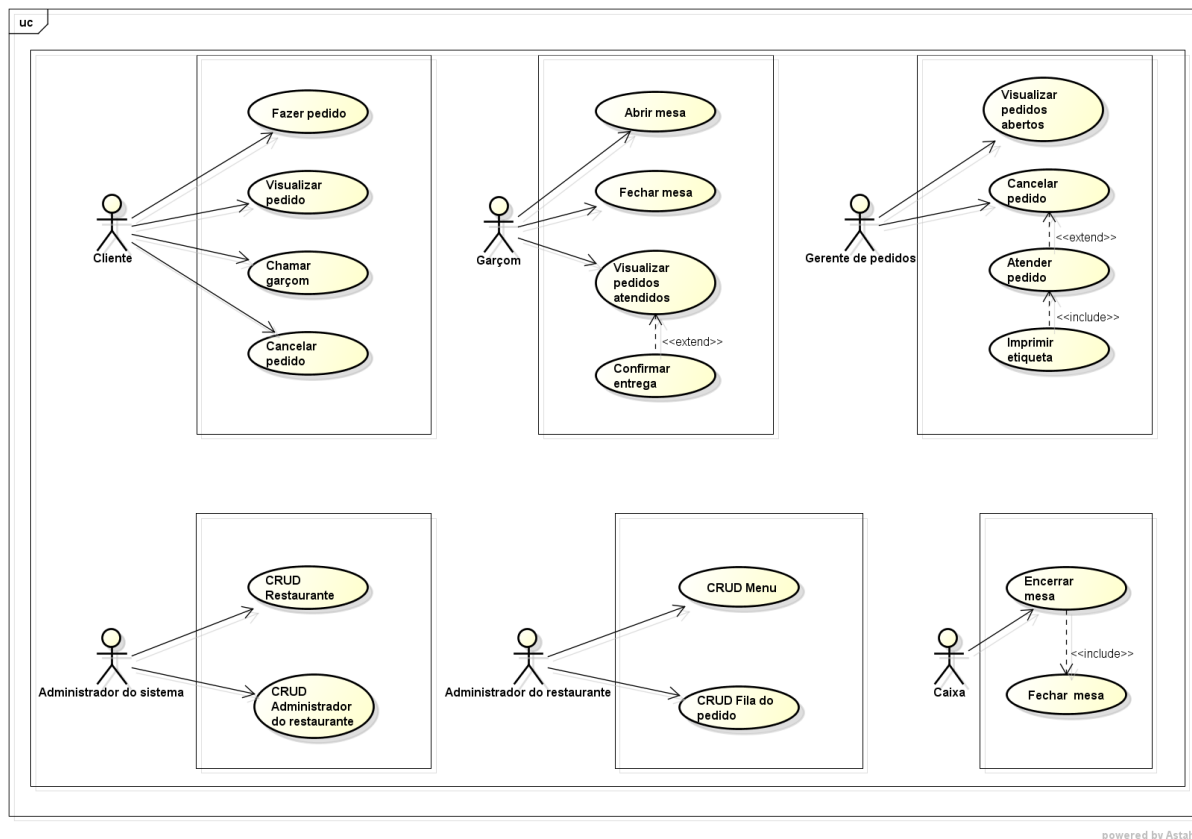 uc
Fazer pedido
Visualizar
pedido
Chamar
garçom
Cancelar
pedido
Cliente
Abrir mesa
Fechar mesa
Visualizar
pedidos
atendidos
<<extend>>
Confirmar
entrega
Garçom
Visualizar
pedidos
abertos
Cancelar
pedido
<<extend>>
Atender
pedido
<<include>>
Imprimir
etiqueta
Gerente de pedidos
CRUD
Restaurante
CRUD
Administrador
do restaurante
Administrador do sistema
CRUD Menu
CRUD Fila do
pedido
Administrador do restaurante
Encerrar
mesa
<<include>>
Fechar mesa
Caixa
powered by Astah